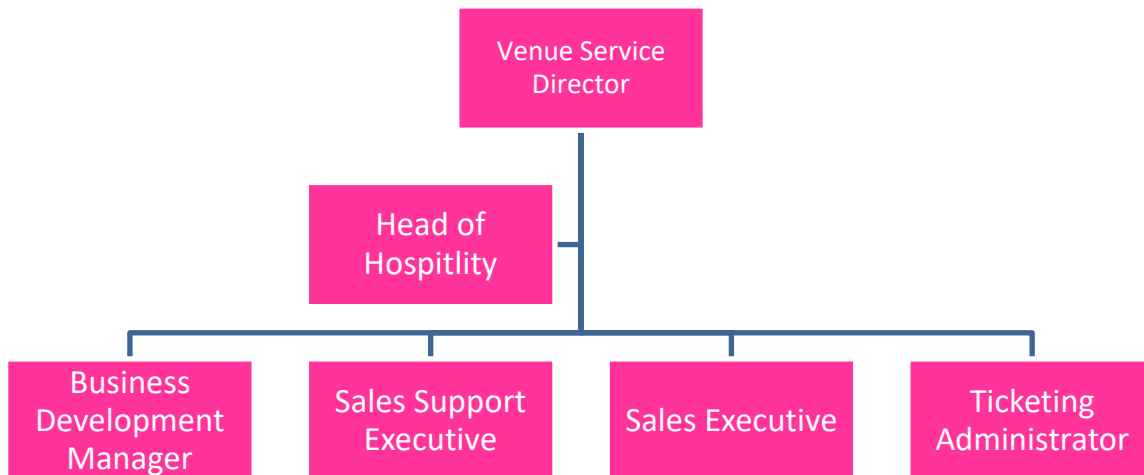 Venue Service
Director
Head of
Hospitlity
Business
Development
Manager
Sales Support
Executive
Sales Executive
Ticketing
Administrator